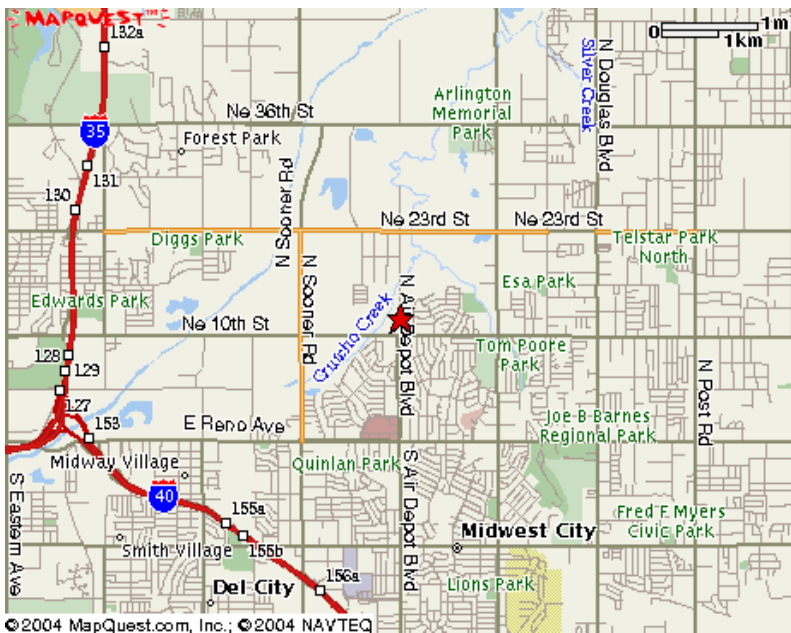 MAPQUEST
132a
0
1m
1km
Silver Creek
N Douglas Blvd
Arlington
Memorial
Park
Ne 36th St
35
Forest Park
131
130
N Sooner Rd
Ne 23rd St
Ne 23rd St
Diggs Park
Telstar Park
North
N Sooner Rd
Esa Park
Edwards Park
Crutcho Creek
N Air Depot Blvd
Ne 10th St
128
129
Tom Poore
Park
N Post Rd
127
153
E Reno Ave
Joe B Barnes
Regional Park
Midway Village
Quinlan Park
S Eastern Ave
40
155a
S Air Depot Blvd
Fred F Myers
Civic Park
Midwest City
Smith Village
155b
156a
Del City
Lions Park
©2004 MapQuest.com, Inc.; ©2004 NAVTEQ